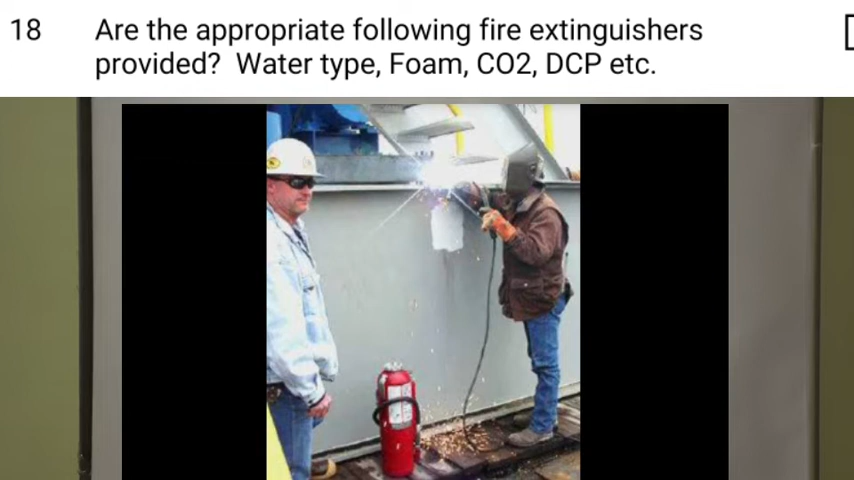 18 Are the appropriate following fire extinguishers
provided? Water type, Foam, CO2, DCP etc.